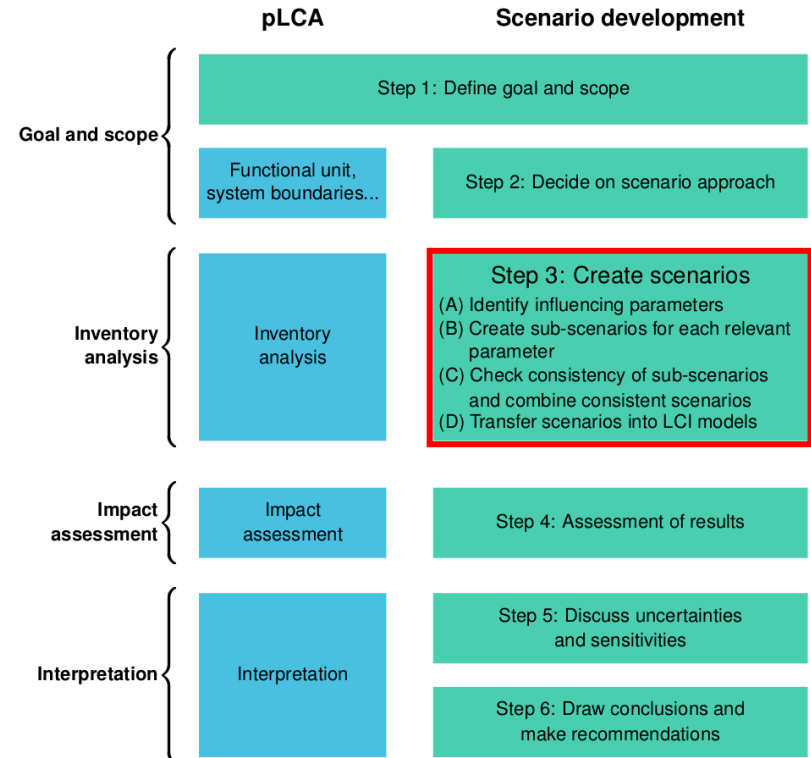 pLCA
Scenario development
Goal and scope
Step 1: Define goal and scope
Functional unit,
system boundaries...
Step 2: Decide on scenario approach
Inventory
analysis
Inventory
analysis
Step 3: Create scenarios
(A) Identify influencing parameters
(B) Create sub-scenarios for each relevant
parameter
(C) Check consistency of sub-scenarios
and combine consistent scenarios
(D) Transfer scenarios into LCI models
Impact
assessment
Impact
assessment
Step 4: Assessment of results
Interpretation
Interpretation
Step 5: Discuss uncertainties
and sensitivities
Step 6: Draw conclusions and
make recommendations